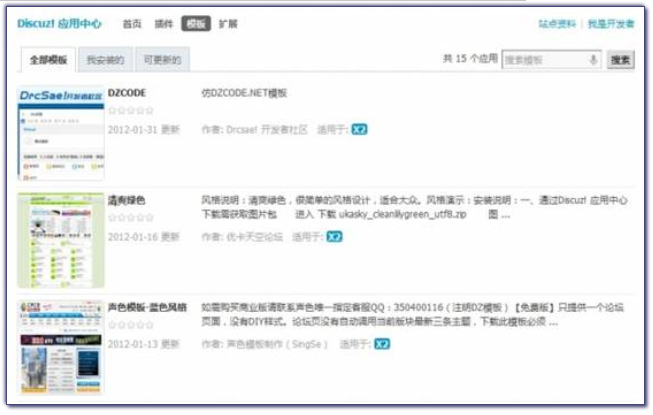 Discuz! 应用中心 首页 插件 模板 扩展 站点资料 | 我是开发者
全部模板 我安装的 可更新的 共 15 个应用 搜索模板 搜索
DrcSae!开发者社区
DZCODE 仿DZCODE.NET模板
2012-01-31 更新 作者: Drcsae! 开发者社区 适用于: X2
清爽绿色 风格说明：清爽绿色，很简单的风格设计，适合大众。风格演示：安装说明：一、通过Discuz! 应用中心
下载需获取图片包 进入 下载 ukasky_cleanlilygreen_utf8.zip 图 ...
2012-01-16 更新 作者: 优卡天空论坛 适用于: X2
声色模板-蓝色风格 如需购买商业版请联系声色唯一指定客服QQ：350400116（注明DZ模板）【免费版】只提供一个论坛
页面，没有DIY样式。论坛页没有自动调用当前板块最新三条主题，下载此模板必须 ...
2012-01-13 更新 作者: 声色模板制作（SingSe） 适用于: X2